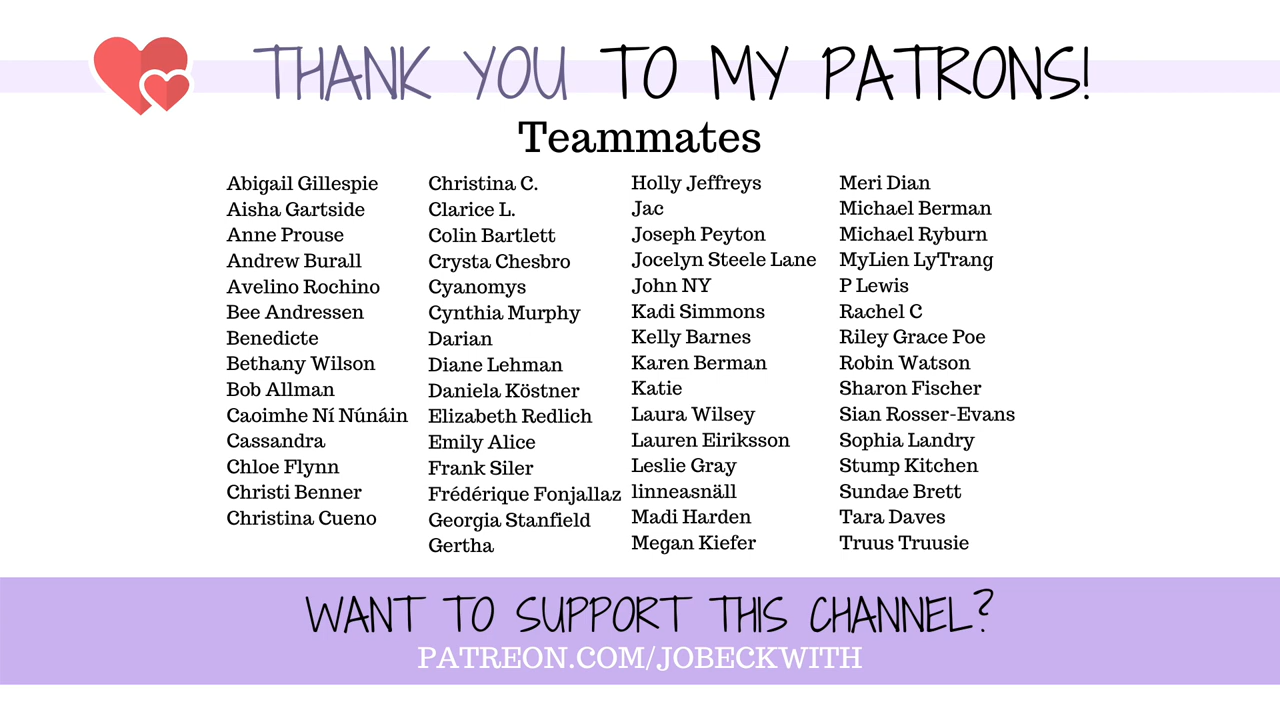 THANK YOU TO MY PATRONS!
Teammates
Abigail Gillespie
Aisha Gartside
Anne Prouse
Andrew Burall
Avelino Rochino
Bee Andressen
Benedicte
Bethany Wilson
Bob Allman
Caoimhe Ní Núnáin
Cassandra
Chloe Flynn
Christi Benner
Christina Cueno
Christina C.
Clarice L.
Colin Bartlett
Crysta Chesbro
Cyanomys
Cynthia Murphy
Darian
Diane Lehman
Daniela Köstner
Elizabeth Redlich
Emily Alice
Frank Siler
Frédérique Fonjallaz
Georgia Stanfield
Gertha
Holly Jeffreys
Jac
Joseph Peyton
Jocelyn Steele Lane
John NY
Kadi Simmons
Kelly Barnes
Karen Berman
Katie
Laura Wilsey
Lauren Eiriksson
Leslie Gray
linneasnäll
Madi Harden
Megan Kiefer
Meri Dian
Michael Berman
Michael Ryburn
MyLien LyTrang
P Lewis
Rachel C
Riley Grace Poe
Robin Watson
Sharon Fischer
Sian Rosser-Evans
Sophia Landry
Stump Kitchen
Sundae Brett
Tara Daves
Truus Truusie
WANT TO SUPPORT THIS CHANNEL?
PATREON.COM/JOBECKWITH